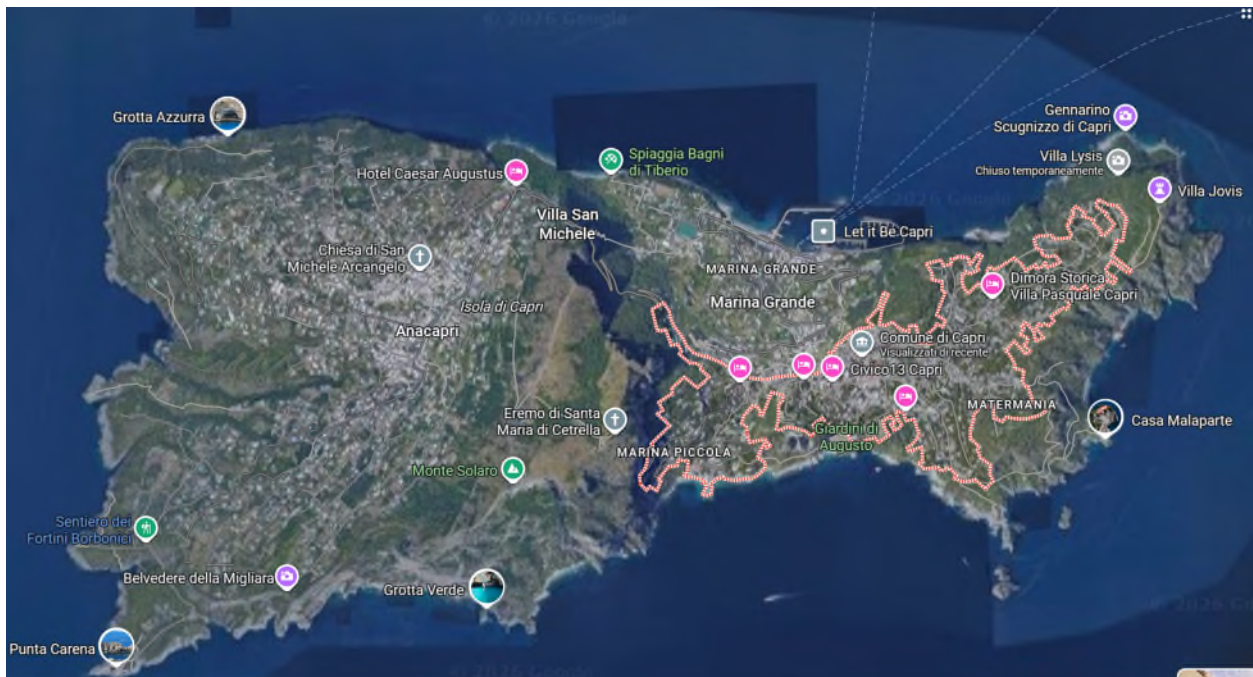 © 2026 Google
Grotta Azzurra
Gennarino
Scugnizzo di Capri
Spiaggia Bagni
di Tiberio
Villa Lysis
Chiuso temporaneamente
Hotel Caesar Augustus
Villa Jovis
Villa San
Michele
Let it Be Capri
Chiesa di San
Michele Arcangelo
MARINA GRANDE
Dimora Storica
Villa Pasquale Capri
Isola di Capri
Marina Grande
Anacapri
Comune di Capri
Visualizzati di recente
Civico13 Capri
Eremo di Santa
Maria di Cetrella
MATERMANIA
Casa Malaparte
Giardini di
Augusto
MARINA PICCOLA
Monte Solaro
Sentiero dei
Fortini Borbonici
Belvedere della Migliara
Grotta Verde
Punta Carena
© 2026 Google